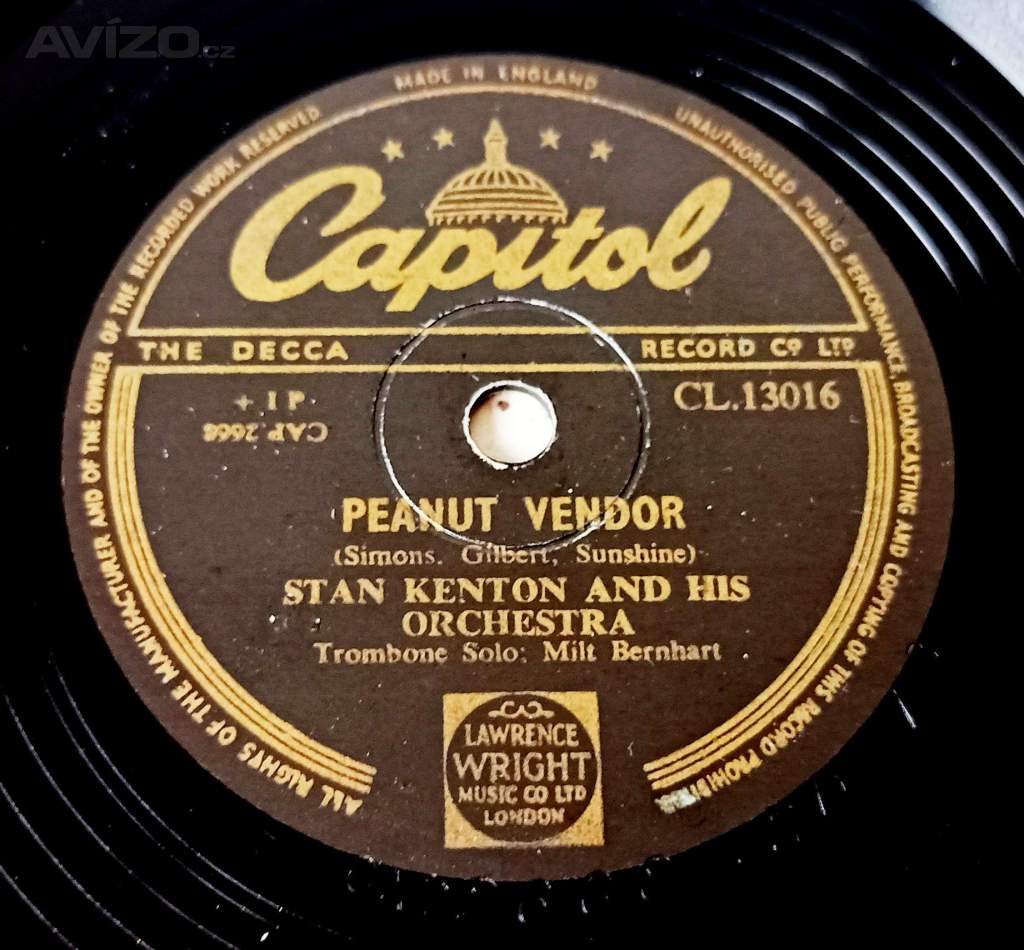 AVÍZO.cz
MADE IN ENGLAND
ALL RIGHTS OF THE MANUFACTURER AND OF THE OWNER OF THE RECORDED WORK RESERVED
UNAUTHORISED PUBLIC PERFORMANCE, BROADCASTING AND COPYING OF THIS RECORD PROHIBITED
Capitol
THE DECCA RECORD CO LTD
+ 1 P
CAP.2668
CL.13016
PEANUT VENDOR
(Simons, Gilbert, Sunshine)
STAN KENTON AND HIS
ORCHESTRA
Trombone Solo: Milt Bernhart
LAWRENCE
WRIGHT
MUSIC CO LTD
LONDON